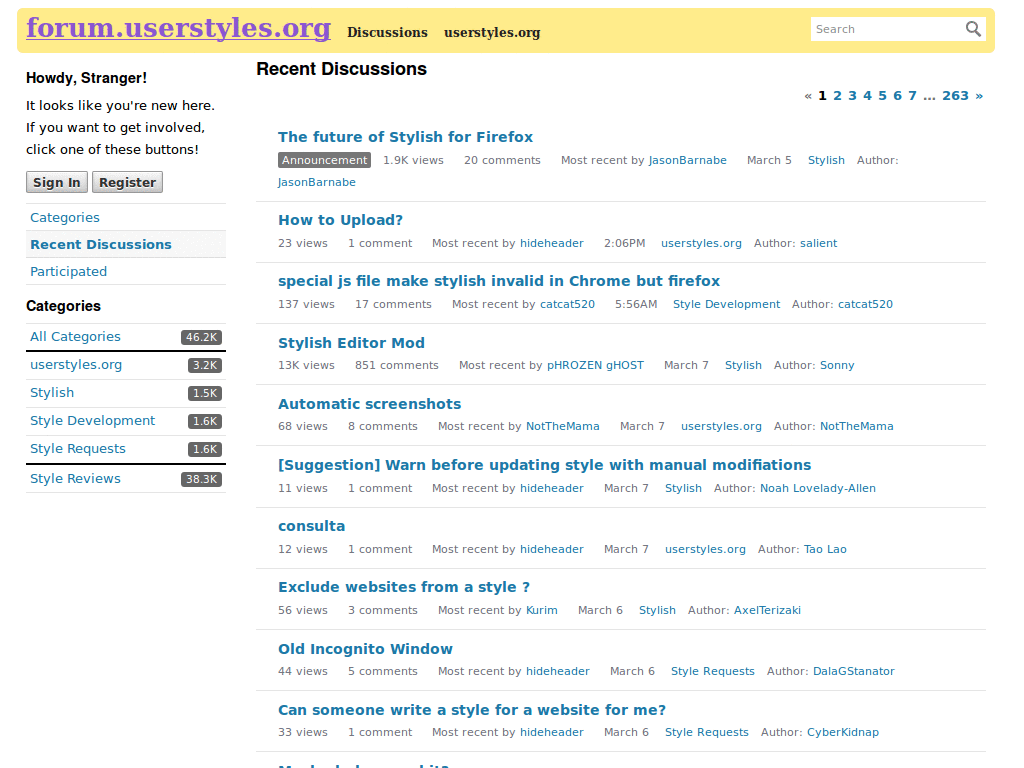 forum.userstyles.org Discussions userstyles.org Search
Howdy, Stranger!
It looks like you're new here.
If you want to get involved,
click one of these buttons!
Sign In Register
Categories
Recent Discussions
Participated
Categories
All Categories 46.2K
userstyles.org 3.2K
Stylish 1.5K
Style Development 1.6K
Style Requests 1.6K
Style Reviews 38.3K
Recent Discussions
« 1 2 3 4 5 6 7 … 263 »
The future of Stylish for Firefox
Announcement 1.9K views 20 comments Most recent by JasonBarnabe March 5 Stylish Author:
JasonBarnabe
How to Upload?
23 views 1 comment Most recent by hideheader 2:06PM userstyles.org Author: salient
special js file make stylish invalid in Chrome but firefox
137 views 17 comments Most recent by catcat520 5:56AM Style Development Author: catcat520
Stylish Editor Mod
13K views 851 comments Most recent by pHROZEN gHOST March 7 Stylish Author: Sonny
Automatic screenshots
68 views 8 comments Most recent by NotTheMama March 7 userstyles.org Author: NotTheMama
[Suggestion] Warn before updating style with manual modifiations
11 views 1 comment Most recent by hideheader March 7 Stylish Author: Noah Lovelady-Allen
consulta
12 views 1 comment Most recent by hideheader March 7 userstyles.org Author: Tao Lao
Exclude websites from a style ?
56 views 3 comments Most recent by Kurim March 6 Stylish Author: AxelTerizaki
Old Incognito Window
44 views 5 comments Most recent by hideheader March 6 Style Requests Author: DalaGStanator
Can someone write a style for a website for me?
33 views 1 comment Most recent by hideheader March 6 Style Requests Author: CyberKidnap